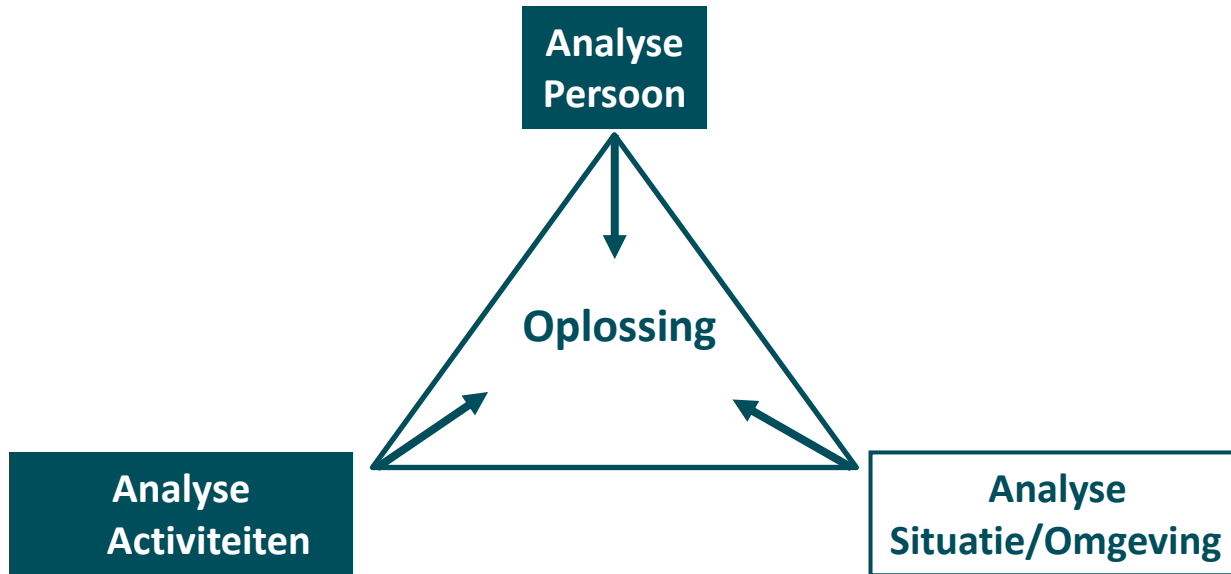 Analyse
Persoon
Oplossing
Analyse
Activiteiten
Analyse
Situatie/Omgeving